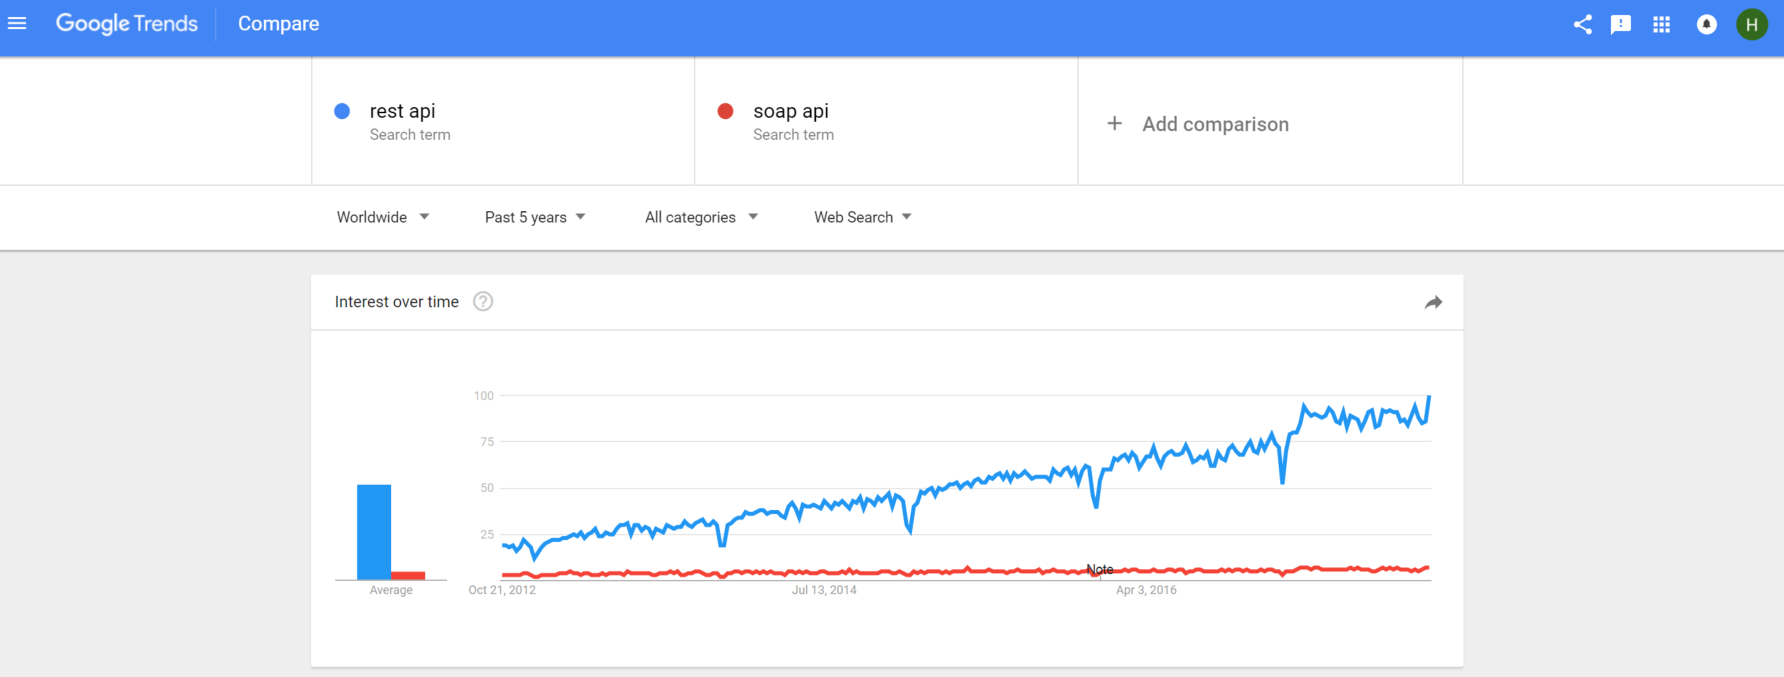 Google Trends Compare H
rest api
Search term
soap api
Search term
+ Add comparison
Worldwide Past 5 years All categories Web Search
Interest over time ?
100
75
50
25
Note
Average Oct 21, 2012 Jul 13, 2014 Apr 3, 2016